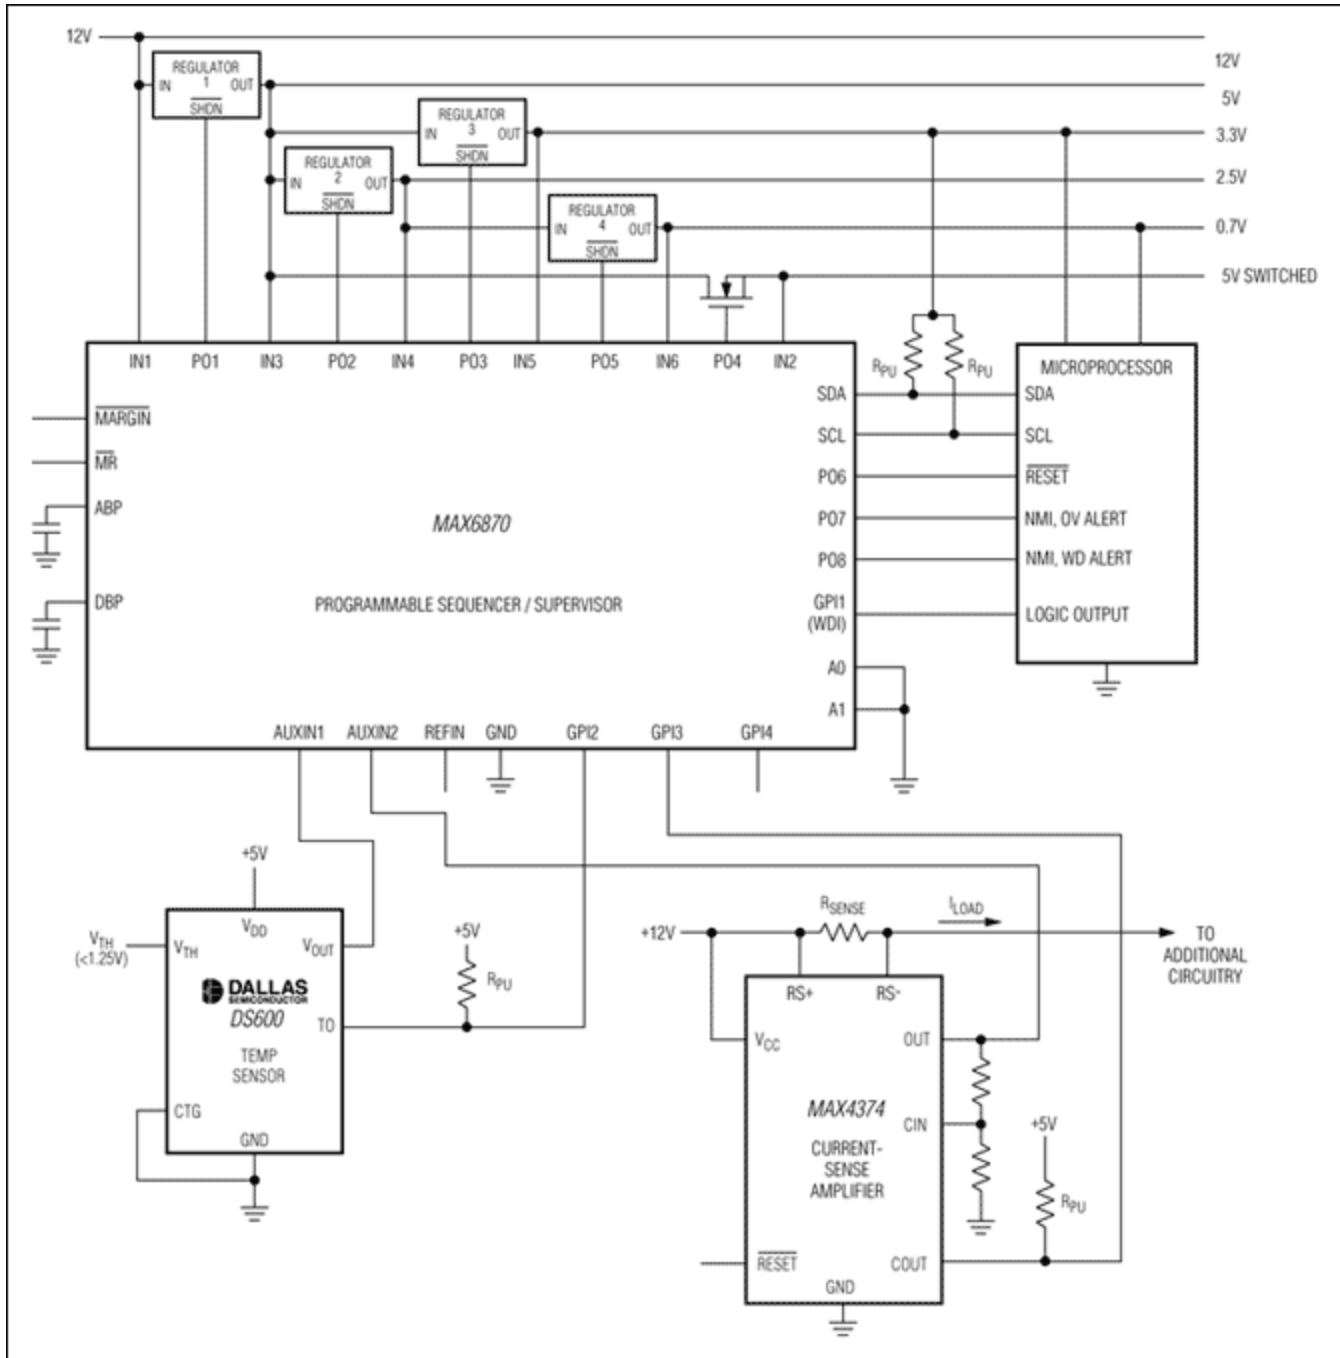 12V
12V
REGULATOR
1
IN OUT
SHDN
5V
REGULATOR
3
IN OUT
SHDN
3.3V
REGULATOR
2
IN OUT
SHDN
2.5V
REGULATOR
4
IN OUT
SHDN
0.7V
5V SWITCHED
IN1 PO1 IN3 PO2 IN4 PO3 IN5 PO5 IN6 PO4 IN2
RPU RPU
MICROPROCESSOR
MARGIN
MR
ABP
DBP
MAX6870
PROGRAMMABLE SEQUENCER / SUPERVISOR
SDA SDA
SCL SCL
PO6 RESET
PO7 NMI, OV ALERT
PO8 NMI, WD ALERT
GPI1
(WDI)
LOGIC OUTPUT
A0
A1
AUXIN1 AUXIN2 REFIN GND GPI2 GPI3 GPI4
+5V
VTH
(<1.25V)
VDD
VTH VOUT
DALLAS
SEMICONDUCTOR
DS600
TO
TEMP
SENSOR
CTG
GND
+5V
RPU
+12V
RSENSE
ILOAD
TO
ADDITIONAL
CIRCUITRY
RS+ RS-
VCC OUT
MAX4374
CIN
CURRENT-
SENSE
AMPLIFIER
+5V
RPU
RESET COUT
GND